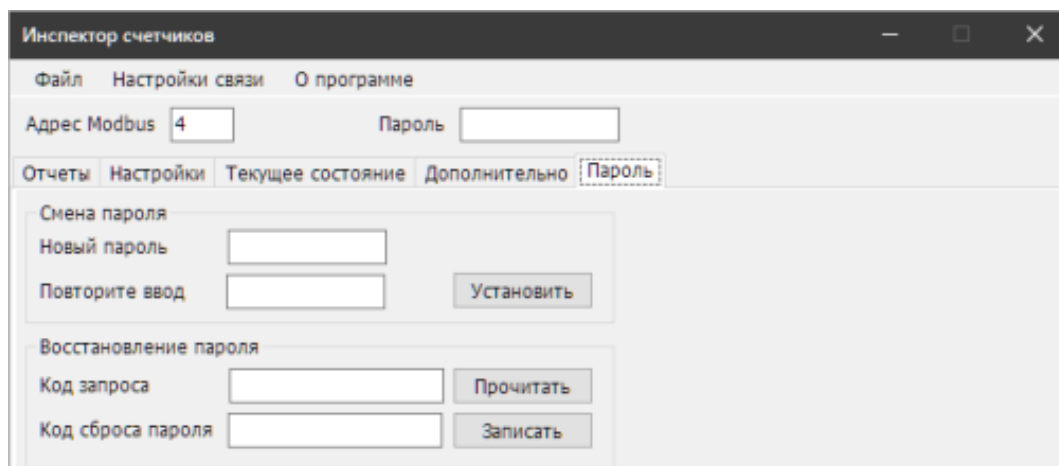 Инспектор счетчиков
Файл Настройки связи О программе
Адрес Modbus 4 Пароль
Отчеты Настройки Текущее состояние Дополнительно Пароль
Смена пароля
Новый пароль
Повторите ввод Установить
Восстановление пароля
Код запроса Прочитать
Код сброса пароля Записать